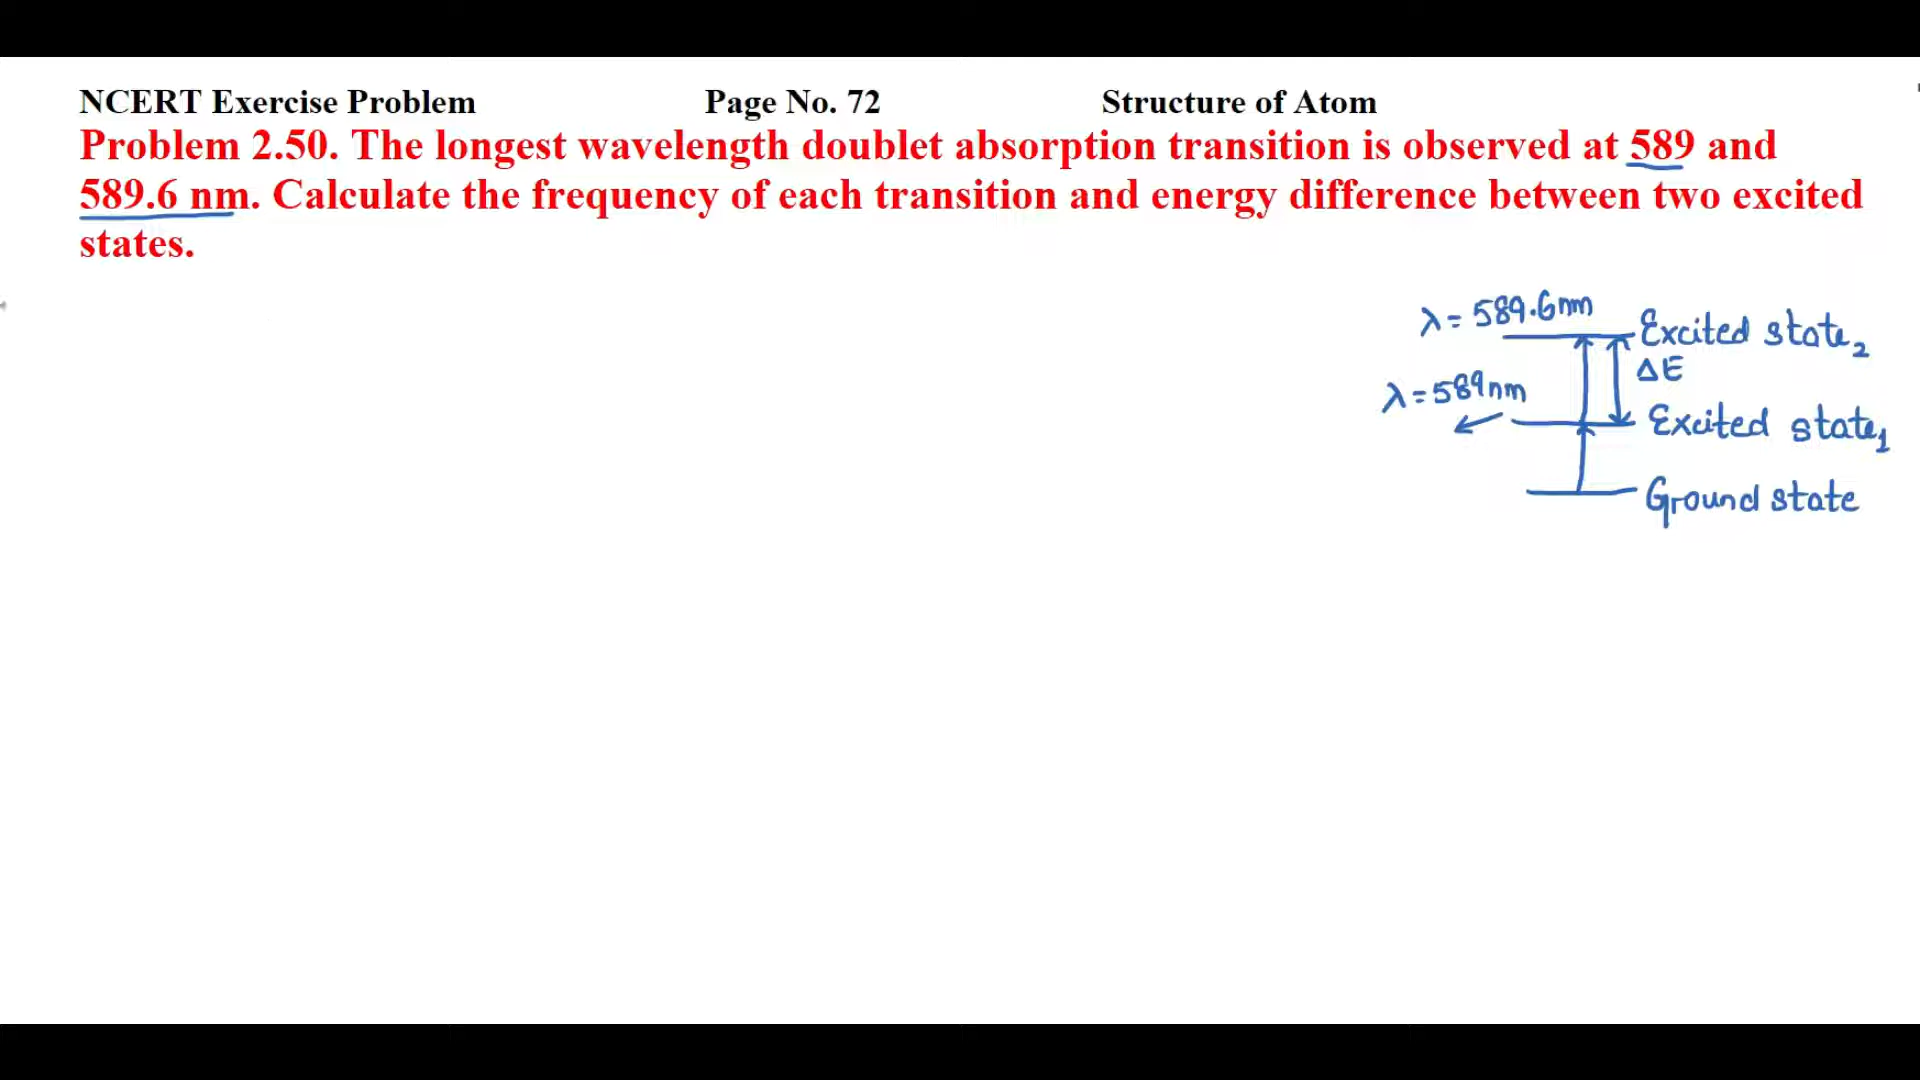 NCERT Exercise Problem Page No. 72 Structure of Atom
Problem 2.50. The longest wavelength doublet absorption transition is observed at 589 and
589.6 nm. Calculate the frequency of each transition and energy difference between two excited
states.
λ = 589.6nm Excited state₂
ΔE
λ = 589nm
Excited state₁
Ground state